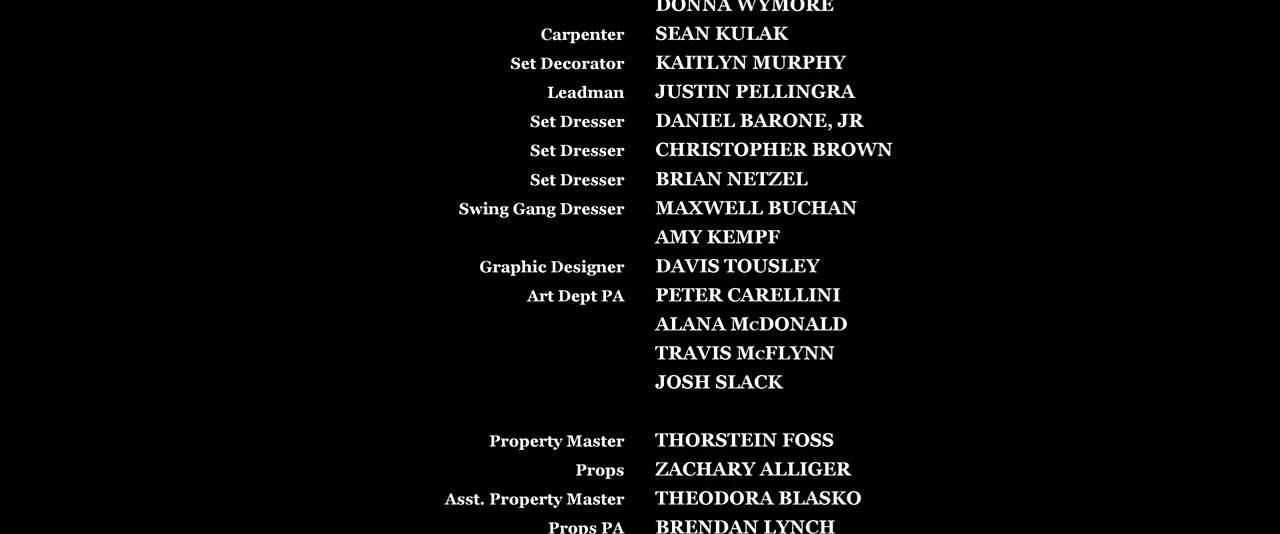 DONNA WYMORE
Carpenter SEAN KULAK
Set Decorator KAITLYN MURPHY
Leadman JUSTIN PELLINGRA
Set Dresser DANIEL BARONE, JR
Set Dresser CHRISTOPHER BROWN
Set Dresser BRIAN NETZEL
Swing Gang Dresser MAXWELL BUCHAN
AMY KEMPF
Graphic Designer DAVIS TOUSLEY
Art Dept PA PETER CARELLINI
ALANA McDONALD
TRAVIS McFLYNN
JOSH SLACK
Property Master THORSTEIN FOSS
Props ZACHARY ALLIGER
Asst. Property Master THEODORA BLASKO
Props PA BRENDAN LYNCH